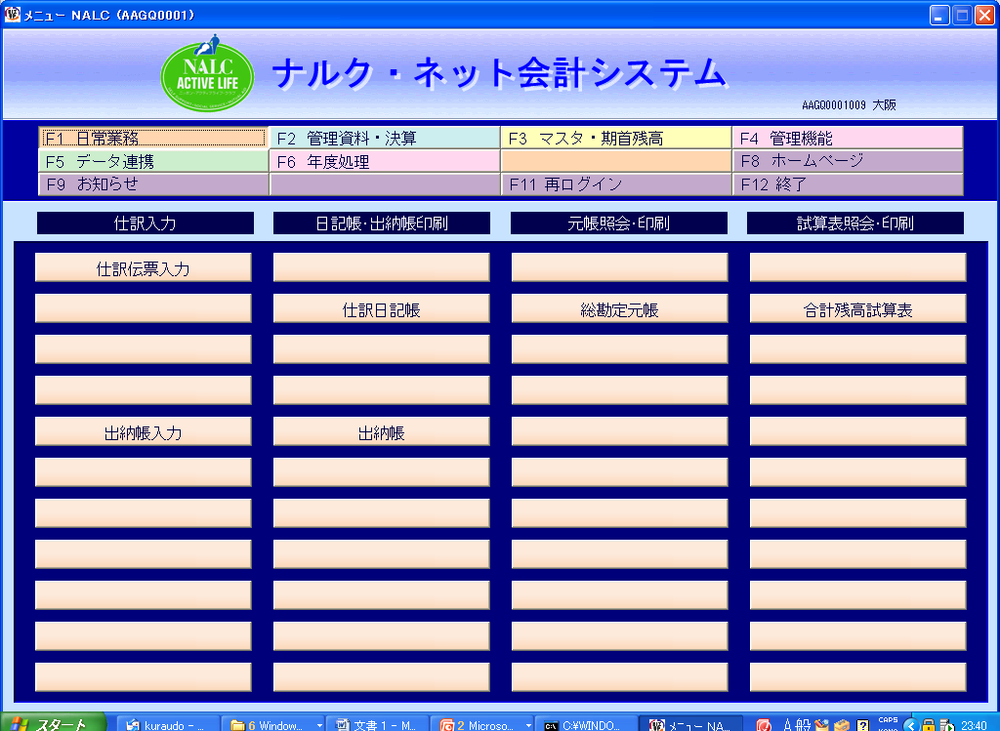 メニュー NALC (AAGQ0001)
NALC
ACTIVE LIFE
ナルク・ネット会計システム
AAGQ0001009 大阪
F1 日常業務
F2 管理資料・決算
F3 マスタ・期首残高
F4 管理機能
F5 データ連携
F6 年度処理
F8 ホームページ
F9 お知らせ
F11 再ログイン
F12 終了
仕訳入力
日記帳・出納帳印刷
元帳照会・印刷
試算表照会・印刷
仕訳伝票入力
仕訳日記帳
総勘定元帳
合計残高試算表
出納帳入力
出納帳
スタート
kuraudo - ...
6 Window...
文書 1 - M...
2 Microso...
C:¥WINDO...
メニュー NA...
A 般
CAPS
23:40